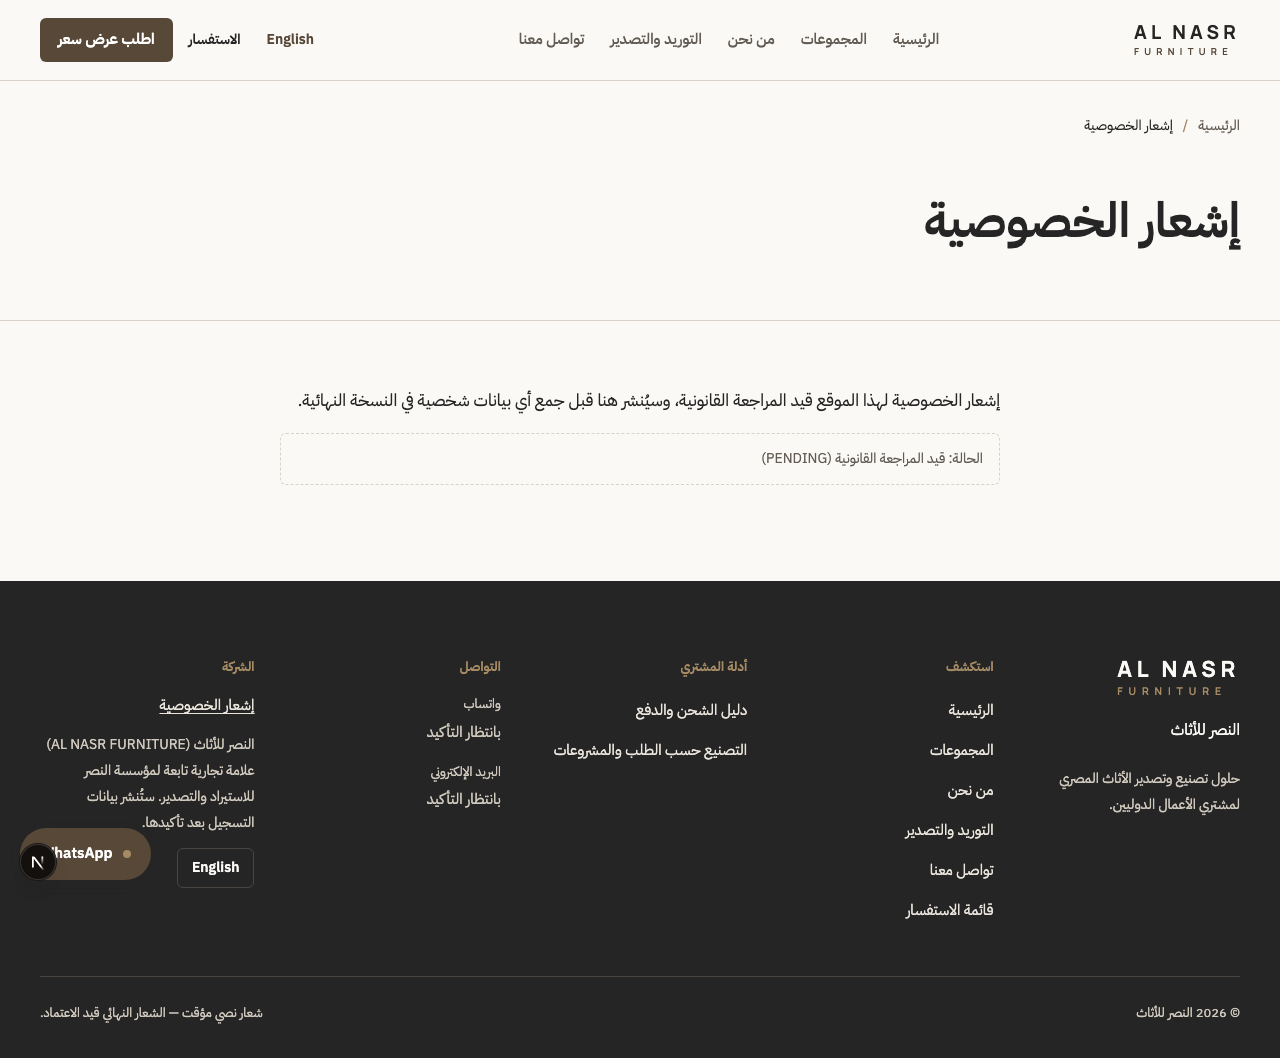 AL NASR
FURNITURE
الرئيسية
المجموعات
من نحن
التوريد والتصدير
تواصل معنا
English
الاستفسار
اطلب عرض سعر
الرئيسية / إشعار الخصوصية
إشعار الخصوصية
إشعار الخصوصية لهذا الموقع قيد المراجعة القانونية، وسيُنشر هنا قبل جمع أي بيانات شخصية في النسخة النهائية.
الحالة: قيد المراجعة القانونية (PENDING)
AL NASR
FURNITURE
النصر للأثاث
حلول تصنيع وتصدير الأثاث المصري
لمشتري الأعمال الدوليين.
استكشف
الرئيسية
المجموعات
من نحن
التوريد والتصدير
تواصل معنا
قائمة الاستفسار
أدلة المشتري
دليل الشحن والدفع
التصنيع حسب الطلب والمشروعات
التواصل
واتساب
بانتظار التأكيد
البريد الإلكتروني
بانتظار التأكيد
الشركة
إشعار الخصوصية
النصر للأثاث (AL NASR FURNITURE)
علامة تجارية تابعة لمؤسسة النصر
للاستيراد والتصدير. ستُنشر بيانات
التسجيل بعد تأكيدها.
English
hatsApp
N
© 2026 النصر للأثاث
شعار نصي مؤقت — الشعار النهائي قيد الاعتماد.